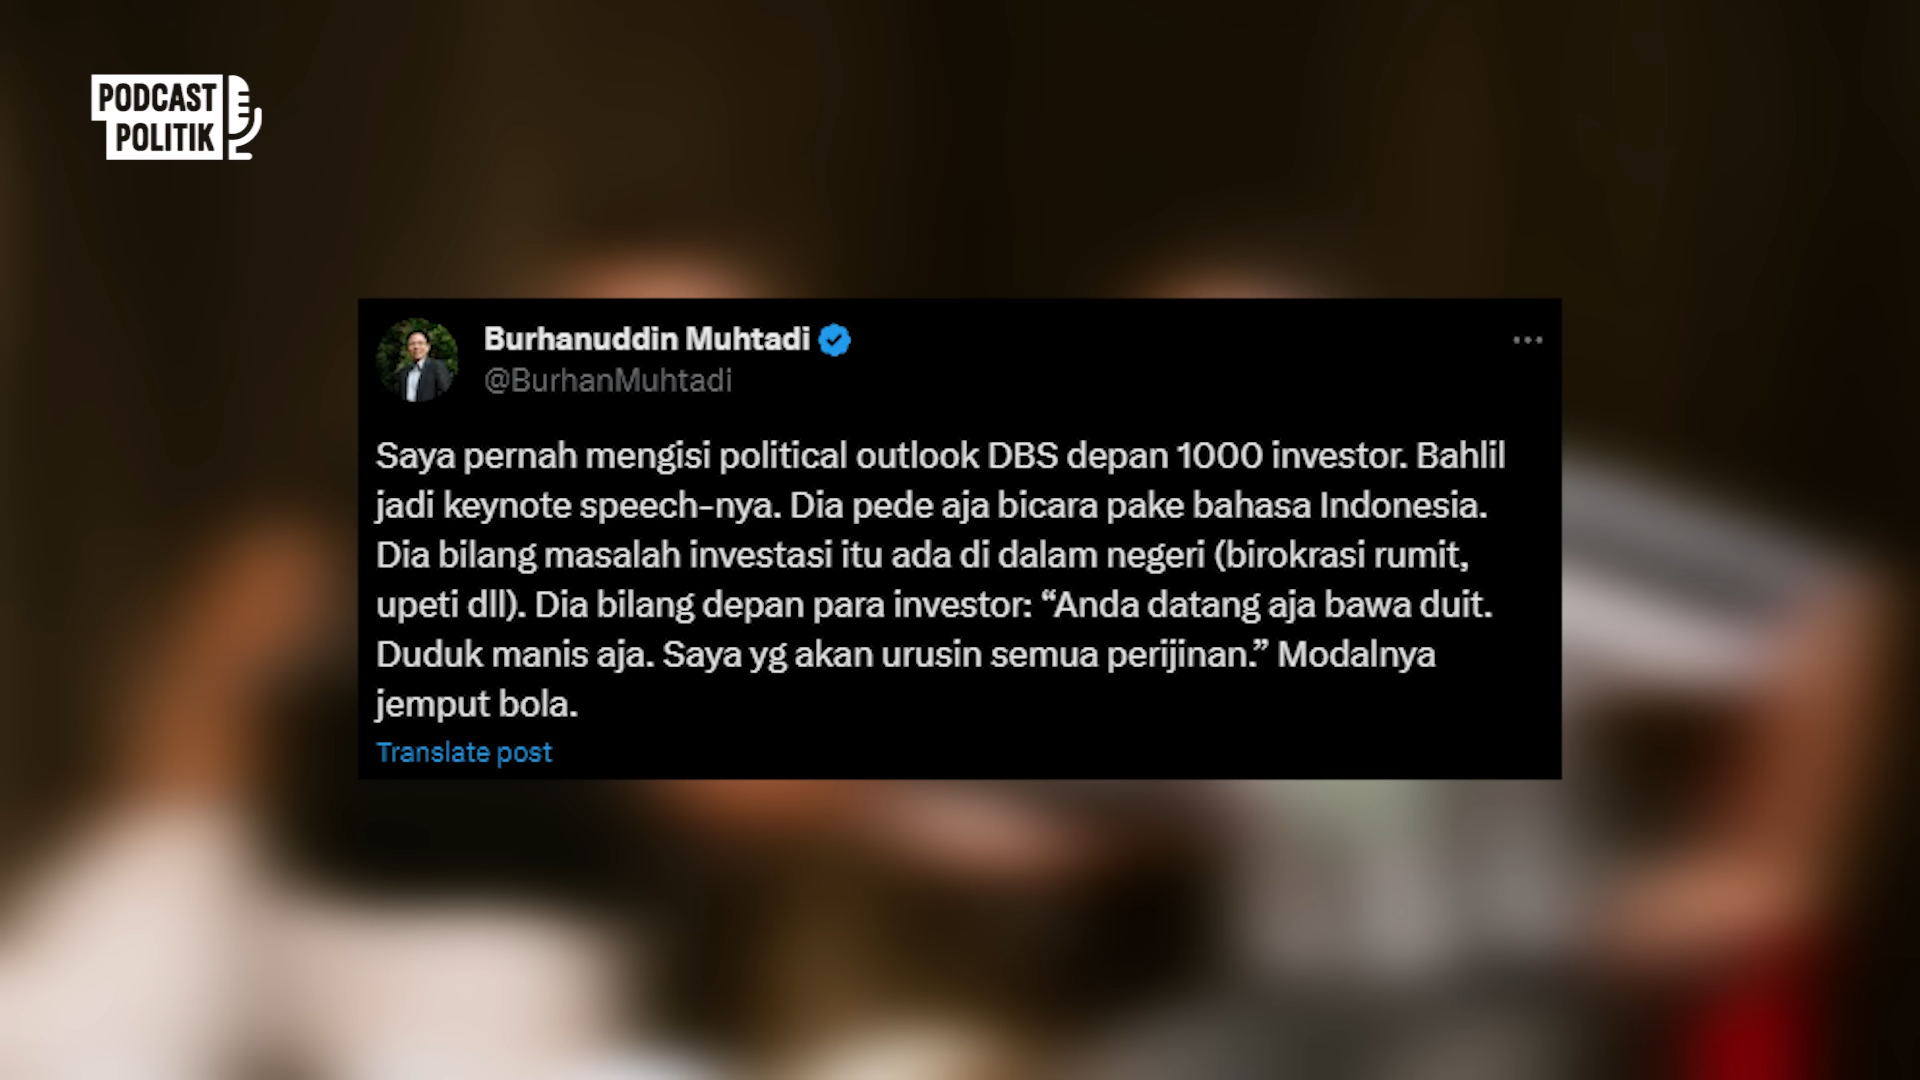 PODCAST
POLITIK
Burhanuddin Muhtadi
@BurhanMuhtadi
Saya pernah mengisi political outlook DBS depan 1000 investor. Bahlil
jadi keynote speech-nya. Dia pede aja bicara pake bahasa Indonesia.
Dia bilang masalah investasi itu ada di dalam negeri (birokrasi rumit,
upeti dll). Dia bilang depan para investor: “Anda datang aja bawa duit.
Duduk manis aja. Saya yg akan urusin semua perijinan.” Modalnya
jemput bola.
Translate post